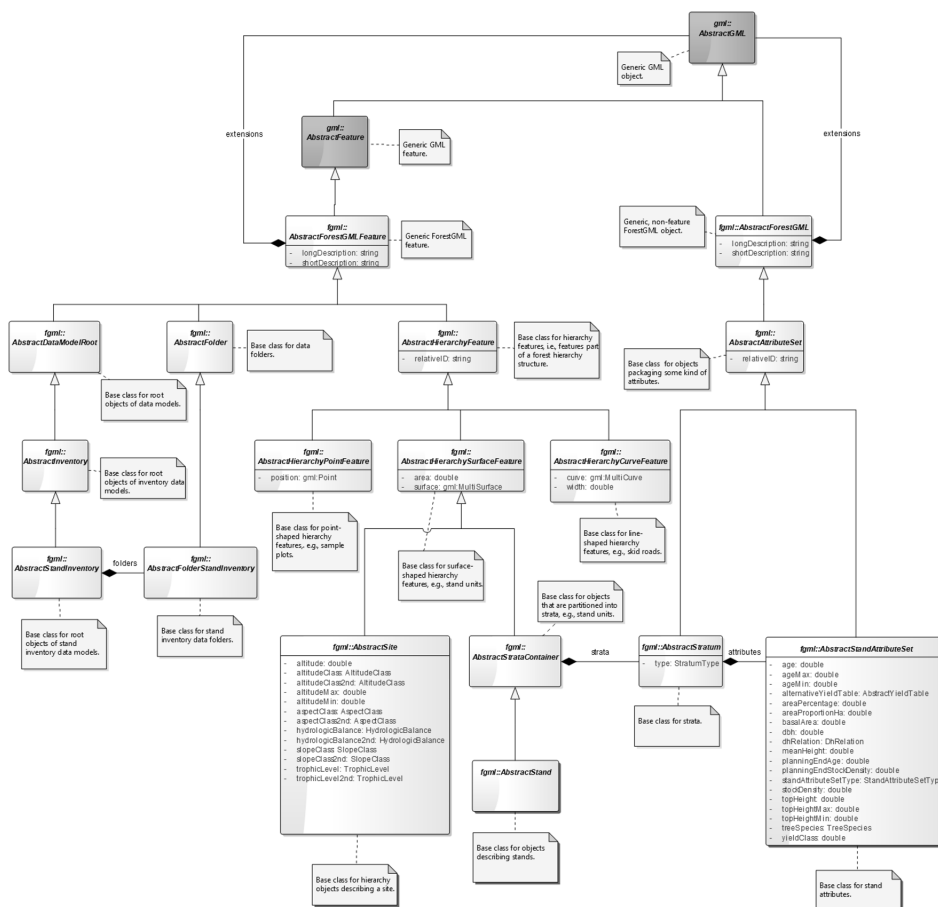 gml::
AbstractGML
Generic GML
object.
extensions
extensions
gml::
AbstractFeature
Generic GML
feature.
fgml::
AbstractForestGMLFeature
- longDescription: string
- shortDescription: string
Generic ForestGML
feature.
Generic, non-feature
ForestGML object.
fgml::AbstractForestGML
- longDescription: string
- shortDescription: string
fgml::
AbstractDataModelRoot
Base class for root
objects of data models.
fgml::
AbstractFolder
Base class for data
folders.
fgml::
AbstractHierarchyFeature
- relativeID: string
Base class for hierarchy
features, i.e., features part
of a forest hierarchy
structure.
Base class for objects
packaging some kind of
attributes.
fgml::
AbstractAttributeSet
- relativeID: string
fgml::
AbstractInventory
Base class for root
objects of inventory data
models.
fgml::
AbstractHierarchyPointFeature
- position: gml:Point
Base class for point-
shaped hierarchy
features,. e.g., sample
plots.
fgml::
AbstractHierarchySurfaceFeature
- area: double
- surface: gml:MultiSurface
Base class for surface-
shaped hierarchy
features, e.g., stand units.
fgml::
AbstractHierarchyCurveFeature
- curve: gml:MultiCurve
- width: double
Base class for line-
shaped hierarchy
features, e.g., skid roads.
fgml::
AbstractStandInventory
folders
fgml::
AbstractFolderStandInventory
Base class for root
objects of stand
inventory data models.
Base class for stand
inventory data folders.
Base class for objects
that are partitioned into
strata, e.g., stand units.
fgml::AbstractSite
- altitude: double
- altitudeClass: AltitudeClass
- altitudeClass2nd: AltitudeClass
- altitudeMax: double
- altitudeMin: double
- aspectClass: AspectClass
- aspectClass2nd: AspectClass
- hydrologicBalance: HydrologicBalance
- hydrologicBalance2nd: HydrologicBalance
- slopeClass: SlopeClass
- slopeClass2nd: SlopeClass
- trophicLevel: TrophicLevel
- trophicLevel2nd: TrophicLevel
Base class for hierarchy
objects describing a site.
fgml::
AbstractStrataContainer
strata
fgml::AbstractStratum
- type: StratumType
attributes
Base class for strata.
fgml::AbstractStand
Base class for objects
describing stands.
fgml::AbstractStandAttributeSet
- age: double
- ageMax: double
- ageMin: double
- alternativeYieldTable: AbstractYieldTable
- areaPercentage: double
- areaProportionHa: double
- basalArea: double
- dbh: double
- dhRelation: DhRelation
- meanHeight: double
- planningEndAge: double
- planningEndStockDensity: double
- standAttributeSetType: StandAttributeSetType
- stockDensity: double
- topHeight: double
- topHeightMax: double
- topHeightMin: double
- treeSpecies: TreeSpecies
- yieldClass: double
Base class for stand
attributes.